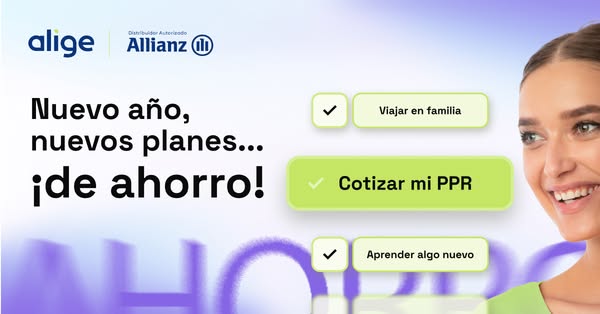 alige
Distribuidor Autorizado
Allianz
Nuevo año,
nuevos planes...
¡de ahorro!
Viajar en familia
Cotizar mi PPR
Aprender algo nuevo
AHORRO